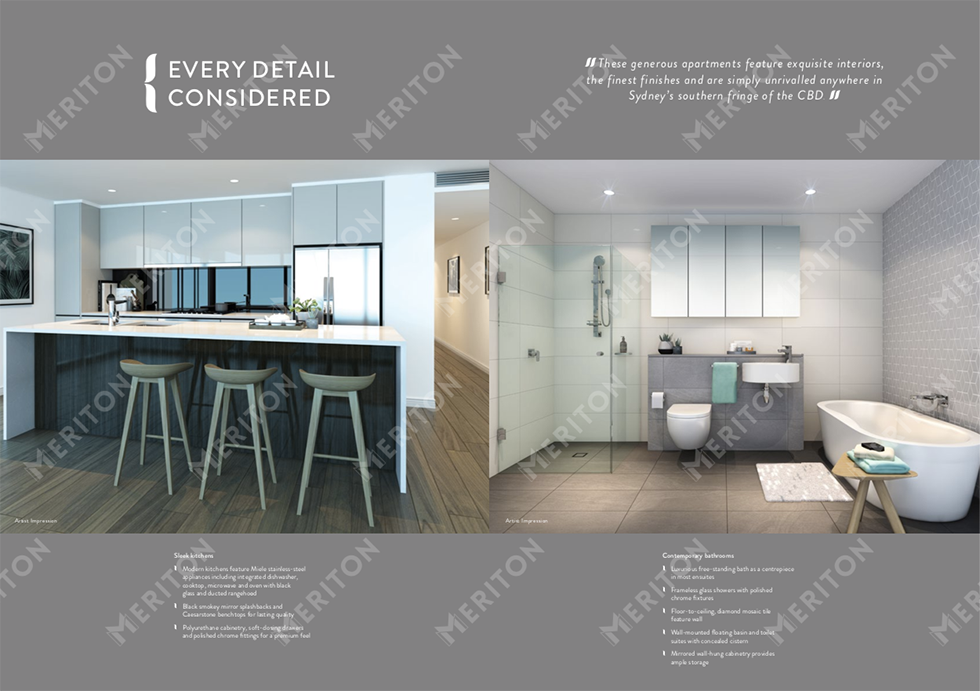 EVERY DETAIL
CONSIDERED
"These generous apartments feature exquisite interiors,
the finest finishes and are simply unrivalled anywhere in
Sydney's southern fringe of the CBD"
Artist Impression
Artist Impression
Sleek kitchens
Modern kitchens feature Miele stainless-steel
appliances including integrated dishwasher,
cooktop, microwave and oven with black
glass and ducted rangehood
Black smokey mirror splashbacks and
Caesarstone benchtops for lasting quality
Polyurethane cabinetry, soft-closing drawers
and polished chrome fittings for a premium feel
Contemporary bathrooms
Luxurious free-standing bath as a centrepiece
in most ensuites
Frameless glass showers with polished
chrome fixtures
Floor-to-ceiling, diamond mosaic tile
feature wall
Wall-mounted floating basin and toilet
suites with concealed cistern
Mirrored wall-hung cabinetry provides
ample storage
MERITON